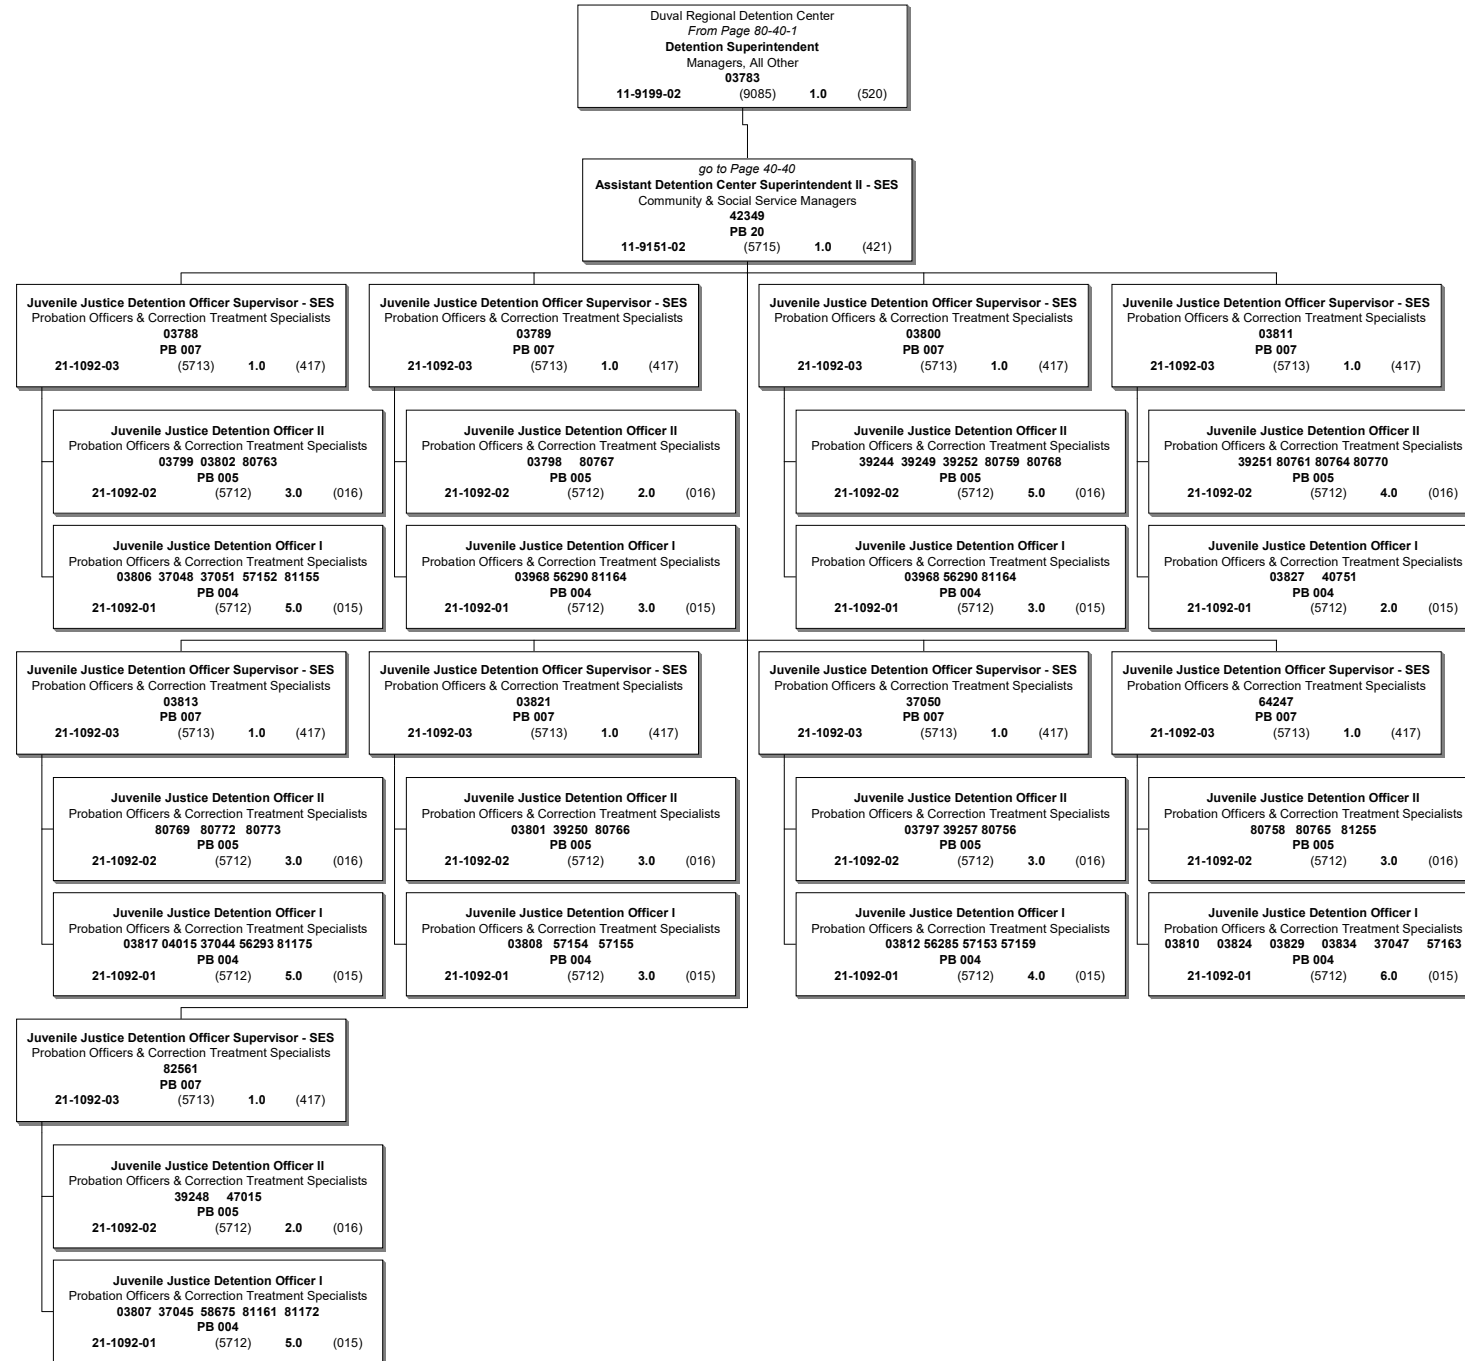 Duval Regional Detention Center
From Page 80-40-1
Detention Superintendent
Managers, All Other
03783
11-9199-02 (9085) 1.0 (520)
go to Page 40-40
Assistant Detention Center Superintendent II - SES
Community & Social Service Managers
42349
PB 20
11-9151-02 (5715) 1.0 (421)
Juvenile Justice Detention Officer Supervisor - SES
Probation Officers & Correction Treatment Specialists
03788
PB 007
21-1092-03 (5713) 1.0 (417)
Juvenile Justice Detention Officer II
Probation Officers & Correction Treatment Specialists
03799 03802 80763
PB 005
21-1092-02 (5712) 3.0 (016)
Juvenile Justice Detention Officer I
Probation Officers & Correction Treatment Specialists
03806 37048 37051 57152 81155
PB 004
21-1092-01 (5712) 5.0 (015)
Juvenile Justice Detention Officer Supervisor - SES
Probation Officers & Correction Treatment Specialists
03789
PB 007
21-1092-03 (5713) 1.0 (417)
Juvenile Justice Detention Officer II
Probation Officers & Correction Treatment Specialists
03798 80767
PB 005
21-1092-02 (5712) 2.0 (016)
Juvenile Justice Detention Officer I
Probation Officers & Correction Treatment Specialists
03968 56290 81164
PB 004
21-1092-01 (5712) 3.0 (015)
Juvenile Justice Detention Officer Supervisor - SES
Probation Officers & Correction Treatment Specialists
03800
PB 007
21-1092-03 (5713) 1.0 (417)
Juvenile Justice Detention Officer II
Probation Officers & Correction Treatment Specialists
39244 39249 39252 80759 80768
PB 005
21-1092-02 (5712) 5.0 (016)
Juvenile Justice Detention Officer I
Probation Officers & Correction Treatment Specialists
03968 56290 81164
PB 004
21-1092-01 (5712) 3.0 (015)
Juvenile Justice Detention Officer Supervisor - SES
Probation Officers & Correction Treatment Specialists
03811
PB 007
21-1092-03 (5713) 1.0 (417)
Juvenile Justice Detention Officer II
Probation Officers & Correction Treatment Specialists
39251 80761 80764 80770
PB 005
21-1092-02 (5712) 4.0 (016)
Juvenile Justice Detention Officer I
Probation Officers & Correction Treatment Specialists
03827 40751
PB 004
21-1092-01 (5712) 2.0 (015)
Juvenile Justice Detention Officer Supervisor - SES
Probation Officers & Correction Treatment Specialists
03813
PB 007
21-1092-03 (5713) 1.0 (417)
Juvenile Justice Detention Officer II
Probation Officers & Correction Treatment Specialists
80769 80772 80773
PB 005
21-1092-02 (5712) 3.0 (016)
Juvenile Justice Detention Officer I
Probation Officers & Correction Treatment Specialists
03817 04015 37044 56293 81175
PB 004
21-1092-01 (5712) 5.0 (015)
Juvenile Justice Detention Officer Supervisor - SES
Probation Officers & Correction Treatment Specialists
03821
PB 007
21-1092-03 (5713) 1.0 (417)
Juvenile Justice Detention Officer II
Probation Officers & Correction Treatment Specialists
03801 39250 80766
PB 005
21-1092-02 (5712) 3.0 (016)
Juvenile Justice Detention Officer I
Probation Officers & Correction Treatment Specialists
03808 57154 57155
PB 004
21-1092-01 (5712) 3.0 (015)
Juvenile Justice Detention Officer Supervisor - SES
Probation Officers & Correction Treatment Specialists
37050
PB 007
21-1092-03 (5713) 1.0 (417)
Juvenile Justice Detention Officer II
Probation Officers & Correction Treatment Specialists
03797 39257 80756
PB 005
21-1092-02 (5712) 3.0 (016)
Juvenile Justice Detention Officer I
Probation Officers & Correction Treatment Specialists
03812 56285 57153 57159
PB 004
21-1092-01 (5712) 4.0 (015)
Juvenile Justice Detention Officer Supervisor - SES
Probation Officers & Correction Treatment Specialists
64247
PB 007
21-1092-03 (5713) 1.0 (417)
Juvenile Justice Detention Officer II
Probation Officers & Correction Treatment Specialists
80758 80765 81255
PB 005
21-1092-02 (5712) 3.0 (016)
Juvenile Justice Detention Officer I
Probation Officers & Correction Treatment Specialists
03810 03824 03829 03834 37047 57163
PB 004
21-1092-01 (5712) 6.0 (015)
Juvenile Justice Detention Officer Supervisor - SES
Probation Officers & Correction Treatment Specialists
82561
PB 007
21-1092-03 (5713) 1.0 (417)
Juvenile Justice Detention Officer II
Probation Officers & Correction Treatment Specialists
39248 47015
PB 005
21-1092-02 (5712) 2.0 (016)
Juvenile Justice Detention Officer I
Probation Officers & Correction Treatment Specialists
03807 37045 58675 81161 81172
PB 004
21-1092-01 (5712) 5.0 (015)